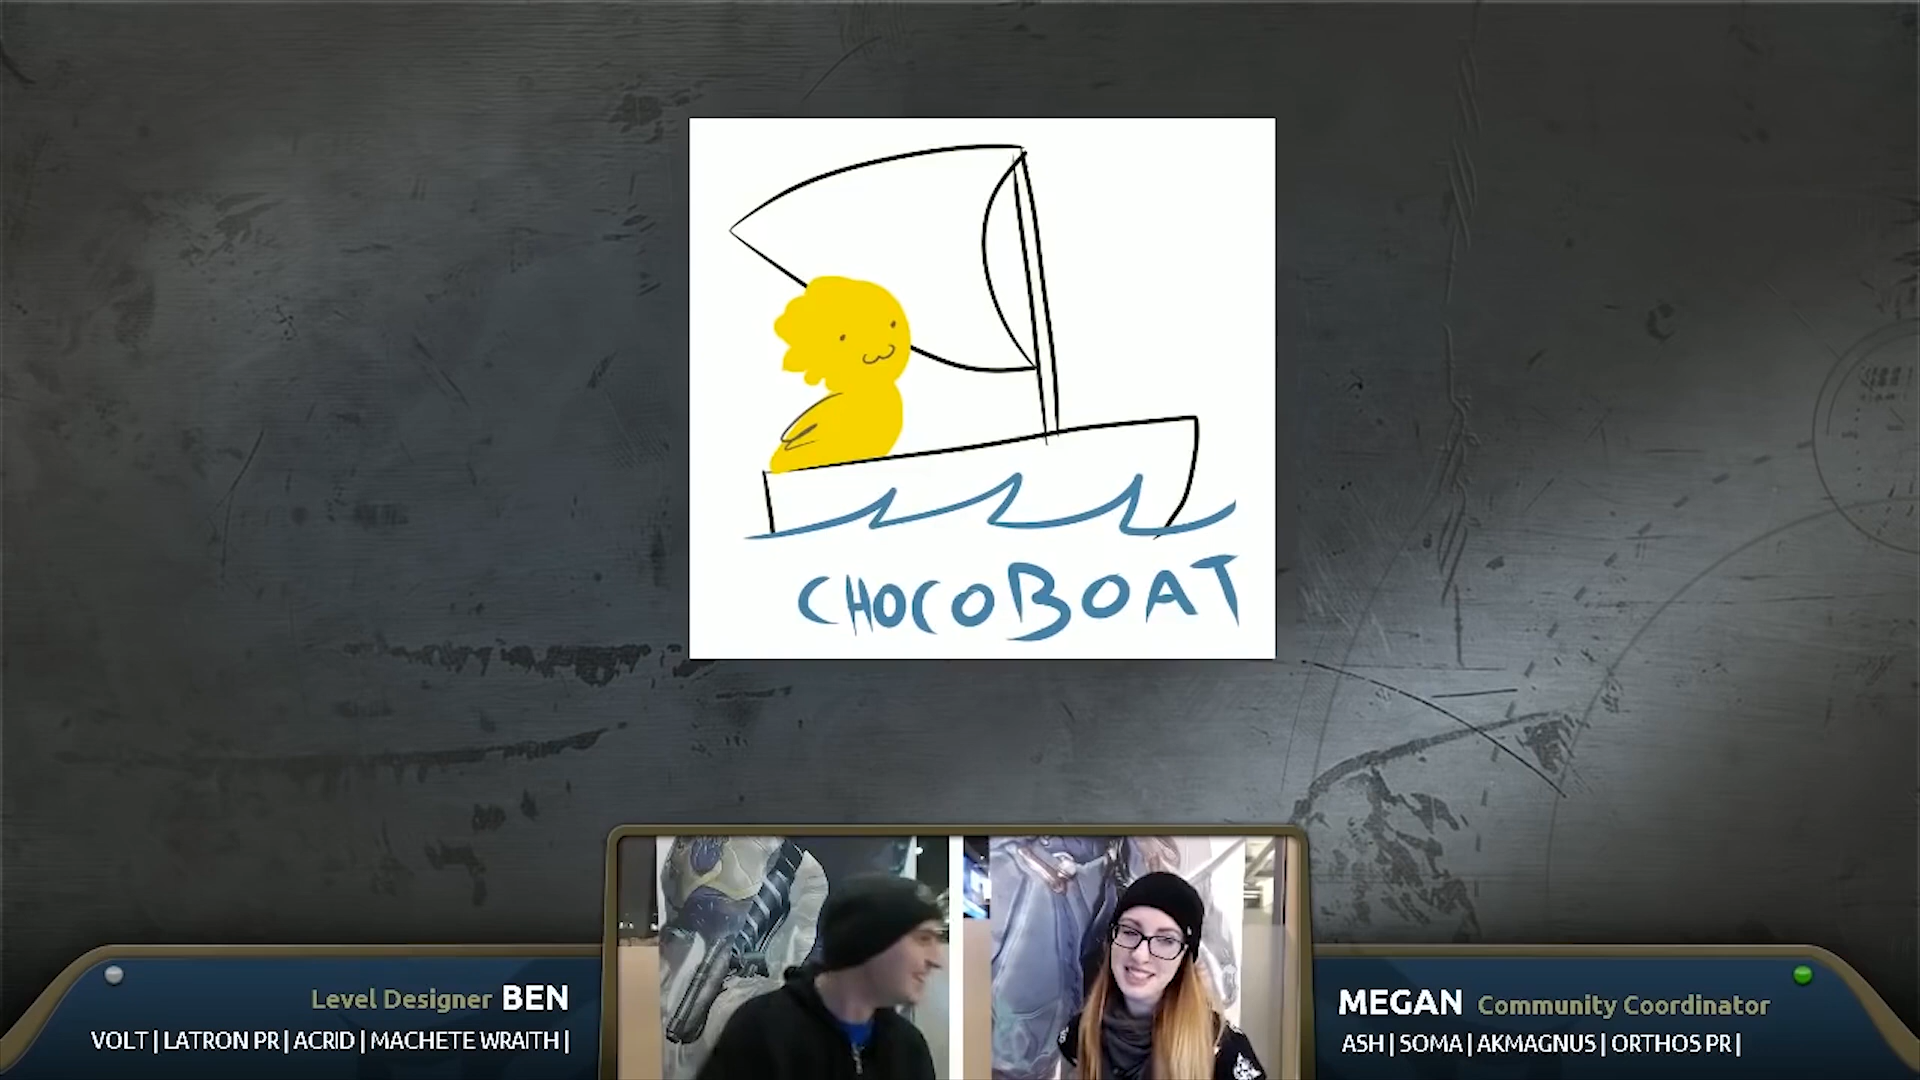 CHOCOBOAT
Level Designer BEN
VOLT | LATRON PR | ACRID | MACHETE WRAITH |
MEGAN Community Coordinator
ASH | SOMA | AKMAGNUS | ORTHOS PR |